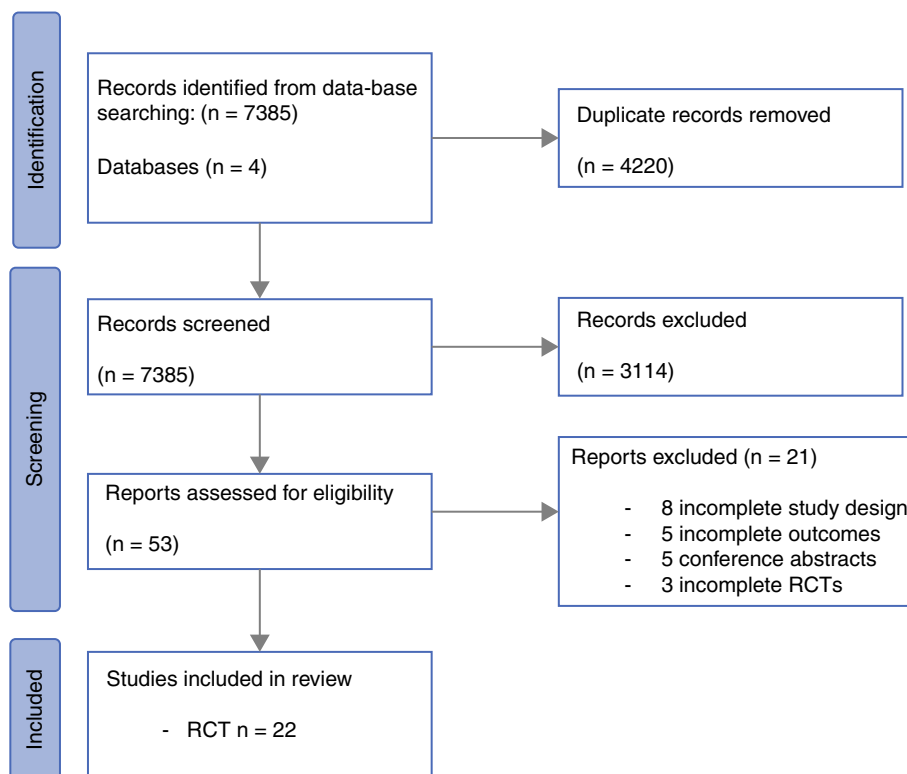 Identification
Records identified from data-base
searching: (n = 7385)
Databases (n = 4)
Duplicate records removed
(n = 4220)
Screening
Records screened
(n = 7385)
Records excluded
(n = 3114)
Reports assessed for eligibility
(n = 53)
Reports excluded (n = 21)
- 8 incomplete study design
- 5 incomplete outcomes
- 5 conference abstracts
- 3 incomplete RCTs
Included
Studies included in review
- RCT n = 22